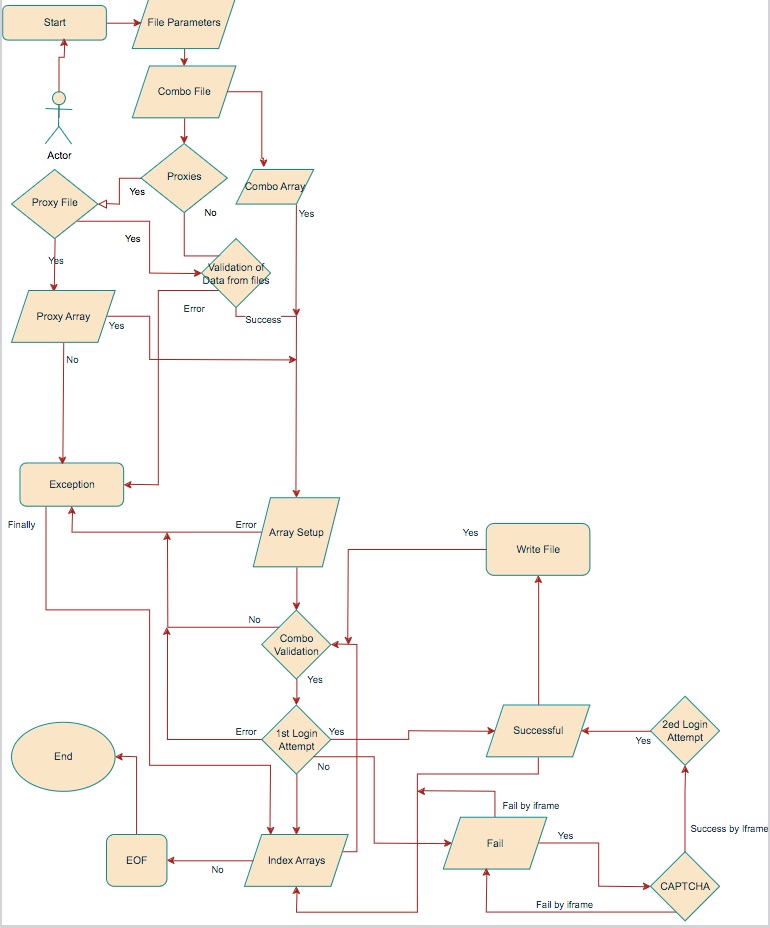 Start
File Parameters
Combo File
Actor
Proxies
Combo Array
Yes
Proxy File
No
Yes
Yes
Yes
Validation of
Data from files
Error
Success
Proxy Array
Yes
No
Exception
Finally
Error
Array Setup
Yes
Write File
No
Combo
Validation
Yes
Error
1st Login
Attempt
Yes
No
Successful
Yes
2ed Login
Attempt
End
Fail by iframe
Success by Iframe
Fail
Yes
EOF
No
Index Arrays
CAPTCHA
Fail by iframe